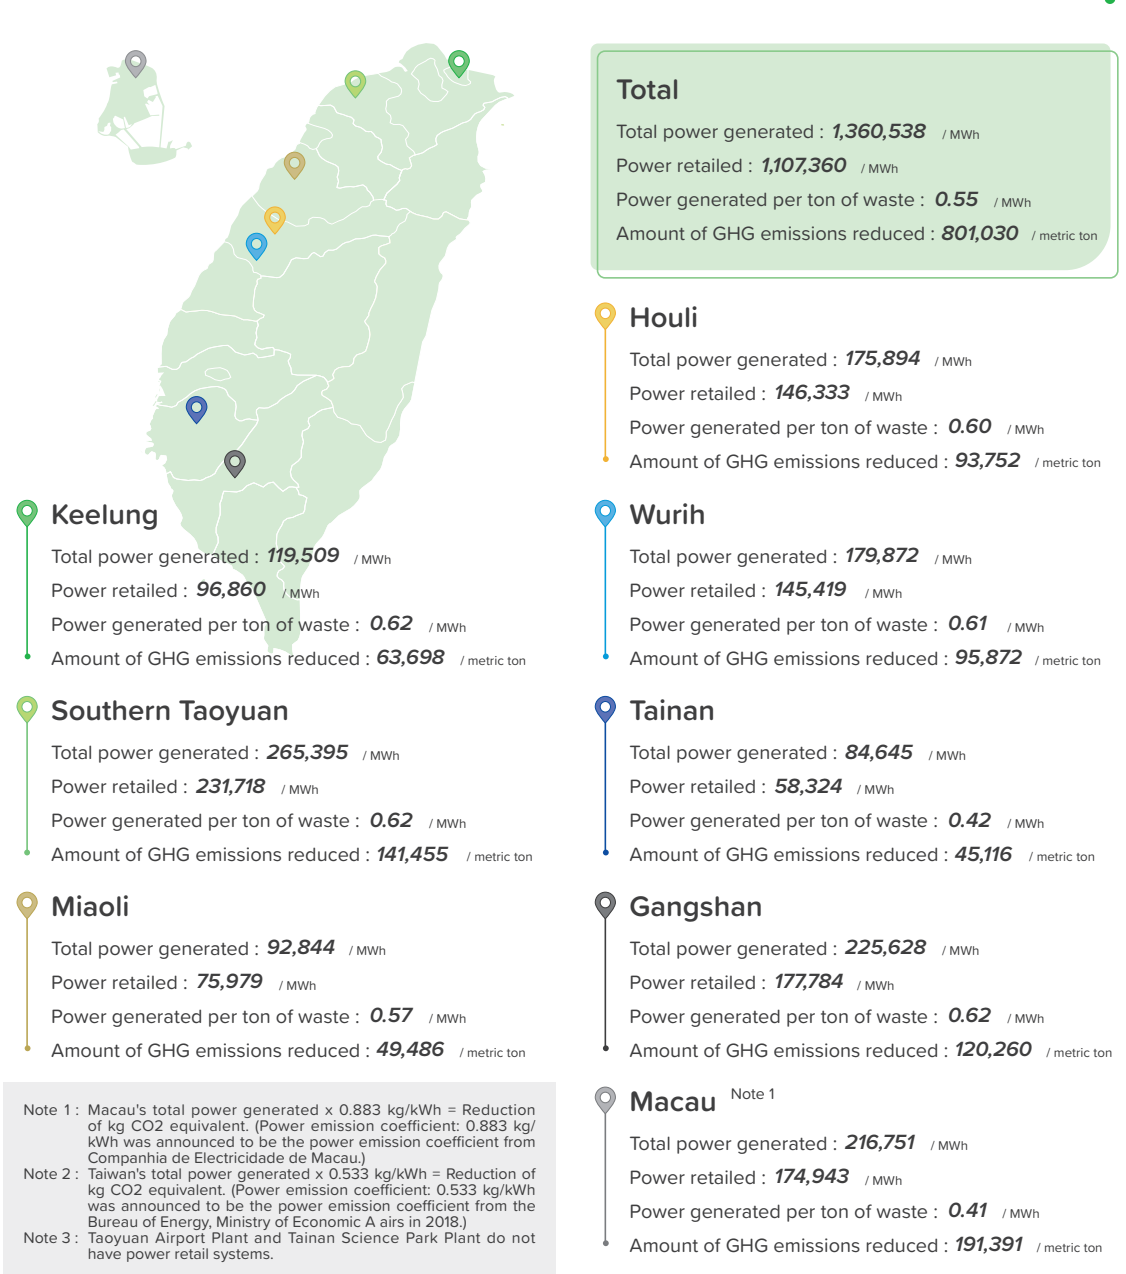 Total
Total power generated : 1,360,538 / MWh
Power retailed : 1,107,360 / MWh
Power generated per ton of waste : 0.55 / MWh
Amount of GHG emissions reduced : 801,030 / metric ton
Houli
Total power generated : 175,894 / MWh
Power retailed : 146,333 / MWh
Power generated per ton of waste : 0.60 / MWh
Amount of GHG emissions reduced : 93,752 / metric ton
Keelung
Total power generated : 119,509 / MWh
Power retailed : 96,860 / MWh
Power generated per ton of waste : 0.62 / MWh
Amount of GHG emissions reduced : 63,698 / metric ton
Wurih
Total power generated : 179,872 / MWh
Power retailed : 145,419 / MWh
Power generated per ton of waste : 0.61 / MWh
Amount of GHG emissions reduced : 95,872 / metric ton
Southern Taoyuan
Total power generated : 265,395 / MWh
Power retailed : 231,718 / MWh
Power generated per ton of waste : 0.62 / MWh
Amount of GHG emissions reduced : 141,455 / metric ton
Tainan
Total power generated : 84,645 / MWh
Power retailed : 58,324 / MWh
Power generated per ton of waste : 0.42 / MWh
Amount of GHG emissions reduced : 45,116 / metric ton
Miaoli
Total power generated : 92,844 / MWh
Power retailed : 75,979 / MWh
Power generated per ton of waste : 0.57 / MWh
Amount of GHG emissions reduced : 49,486 / metric ton
Gangshan
Total power generated : 225,628 / MWh
Power retailed : 177,784 / MWh
Power generated per ton of waste : 0.62 / MWh
Amount of GHG emissions reduced : 120,260 / metric ton
Macau Note 1
Total power generated : 216,751 / MWh
Power retailed : 174,943 / MWh
Power generated per ton of waste : 0.41 / MWh
Amount of GHG emissions reduced : 191,391 / metric ton
Note 1 : Macau's total power generated x 0.883 kg/kWh = Reduction
of kg CO2 equivalent. (Power emission coefficient: 0.883 kg/
kWh was announced to be the power emission coefficient from
Companhia de Electricidade de Macau.)
Note 2 : Taiwan's total power generated x 0.533 kg/kWh = Reduction of
kg CO2 equivalent. (Power emission coefficient: 0.533 kg/kWh
was announced to be the power emission coefficient from the
Bureau of Energy, Ministry of Economic A airs in 2018.)
Note 3 : Taoyuan Airport Plant and Tainan Science Park Plant do not
have power retail systems.